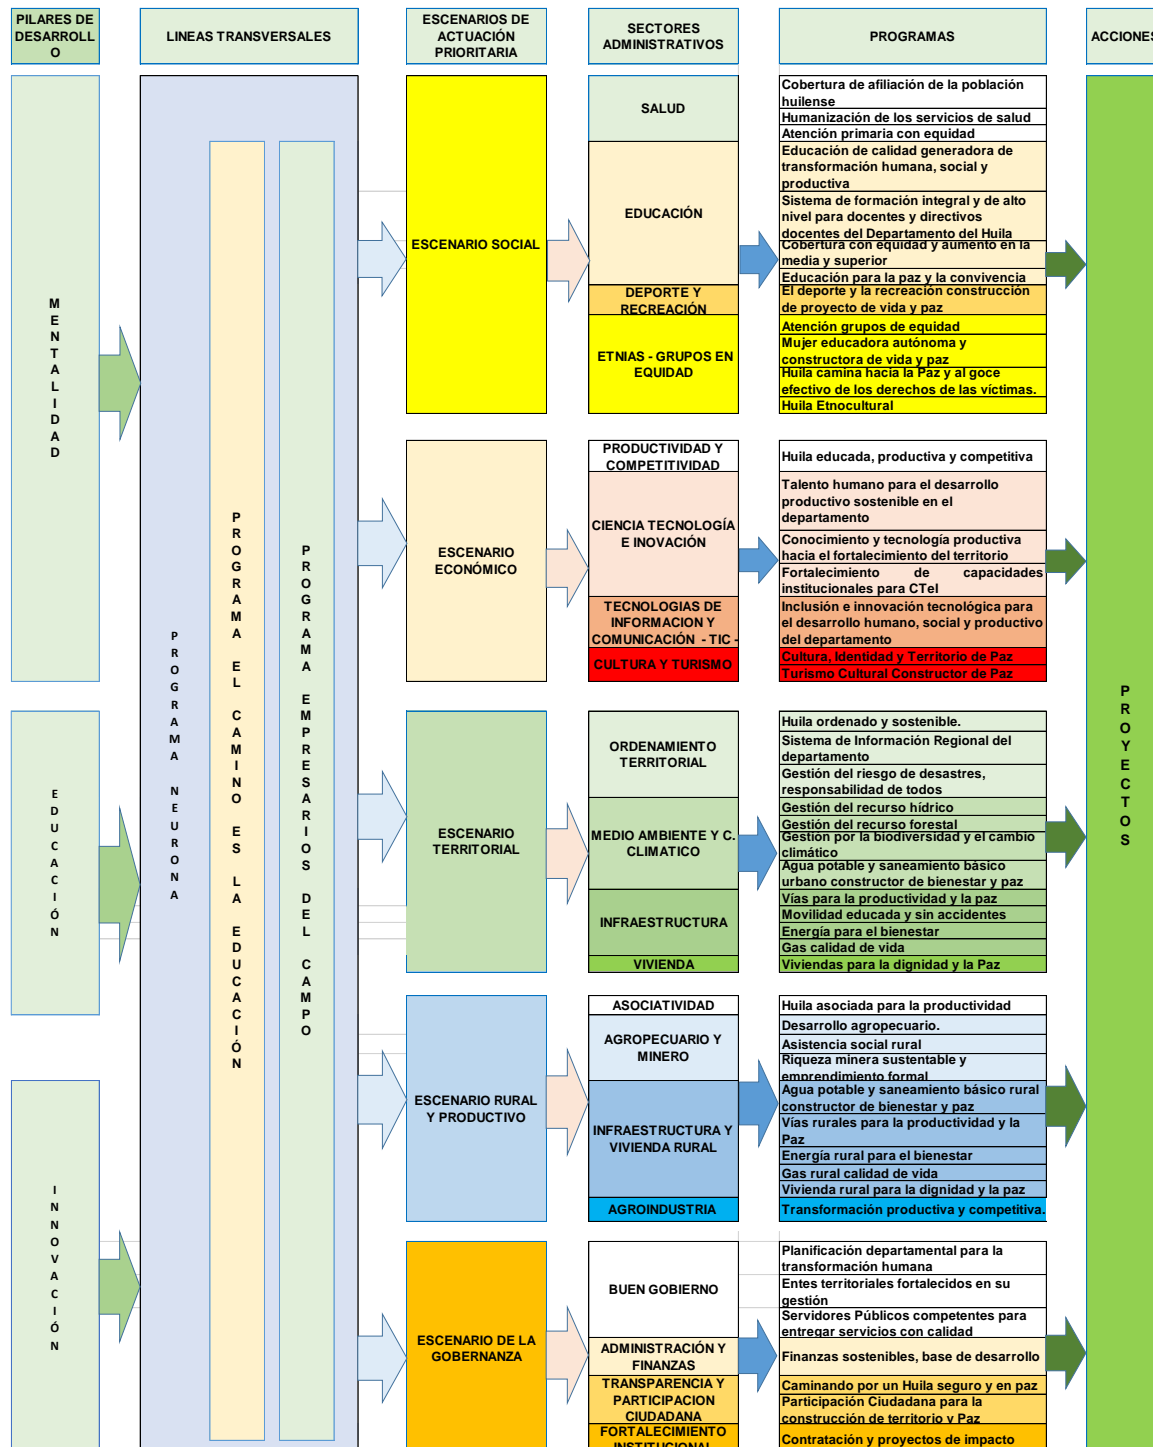 PILARES DE
DESARROLL
O
LINEAS TRANSVERSALES
ESCENARIOS DE
ACTUACIÓN
PRIORITARIA
SECTORES
ADMINISTRATIVOS
PROGRAMAS
ACCIONES
MENTALIDAD
EDUCACIÓN
INNOVACIÓN
PROGRAMA NEURONA
PROGRAMA EL CAMINO ES LA EDUCACIÓN
PROGRAMA EMPRESARIOS DEL CAMPO
ESCENARIO SOCIAL
SALUD
Cobertura de afiliación de la población
huilense
Humanización de los servicios de salud
Atención primaria con equidad
EDUCACIÓN
Educación de calidad generadora de
transformación humana, social y
productiva
Sistema de formación integral y de alto
nivel para docentes y directivos
docentes del Departamento del Huila
Cobertura con equidad y aumento en la
media y superior
Educación para la paz y la convivencia
DEPORTE Y
RECREACIÓN
El deporte y la recreación construcción
de proyecto de vida y paz
ETNIAS - GRUPOS EN
EQUIDAD
Atención grupos de equidad
Mujer educadora autónoma y
constructora de vida y paz
Huila camina hacia la Paz y al goce
efectivo de los derechos de las víctimas.
Huila Etnocultural
ESCENARIO
ECONÓMICO
PRODUCTIVIDAD Y
COMPETITIVIDAD
Huila educada, productiva y competitiva
CIENCIA TECNOLOGÍA
E INOVACIÓN
Talento humano para el desarrollo
productivo sostenible en el
departamento
Conocimiento y tecnología productiva
hacia el fortalecimiento del territorio
Fortalecimiento de capacidades
institucionales para CTeI
TECNOLOGIAS DE
INFORMACION Y
COMUNICACIÓN - TIC -
Inclusión e innovación tecnológica para
el desarrollo humano, social y productivo
del departamento
CULTURA Y TURISMO
Cultura, Identidad y Territorio de Paz
Turismo Cultural Constructor de Paz
ESCENARIO
TERRITORIAL
ORDENAMIENTO
TERRITORIAL
Huila ordenado y sostenible.
Sistema de Información Regional del
departamento
Gestión del riesgo de desastres,
responsabilidad de todos
MEDIO AMBIENTE Y C.
CLIMATICO
Gestión del recurso hídrico
Gestión del recurso forestal
Gestión por la biodiversidad y el cambio
climático
Agua potable y saneamiento básico
urbano constructor de bienestar y paz
INFRAESTRUCTURA
Vías para la productividad y la paz
Movilidad educada y sin accidentes
Energía para el bienestar
Gas calidad de vida
VIVIENDA
Viviendas para la dignidad y la Paz
ESCENARIO RURAL
Y PRODUCTIVO
ASOCIATIVIDAD
Huila asociada para la productividad
AGROPECUARIO Y
MINERO
Desarrollo agropecuario.
Asistencia social rural
Riqueza minera sustentable y
emprendimiento formal
INFRAESTRUCTURA Y
VIVIENDA RURAL
Agua potable y saneamiento básico rural
constructor de bienestar y paz
Vías rurales para la productividad y la
Paz
Energía rural para el bienestar
Gas rural calidad de vida
Vivienda rural para la dignidad y la paz
AGROINDUSTRIA
Transformación productiva y competitiva.
ESCENARIO DE LA
GOBERNANZA
BUEN GOBIERNO
Planificación departamental para la
transformación humana
Entes territoriales fortalecidos en su
gestión
Servidores Públicos competentes para
entregar servicios con calidad
ADMINISTRACIÓN Y
FINANZAS
Finanzas sostenibles, base de desarrollo
TRANSPARENCIA Y
PARTICIPACION
CIUDADANA
Caminando por un Huila seguro y en paz
Participación Ciudadana para la
construcción de territorio y Paz
FORTALECIMIENTO
INSTITUCIONAL
Contratación y proyectos de impacto
PROYECTOS